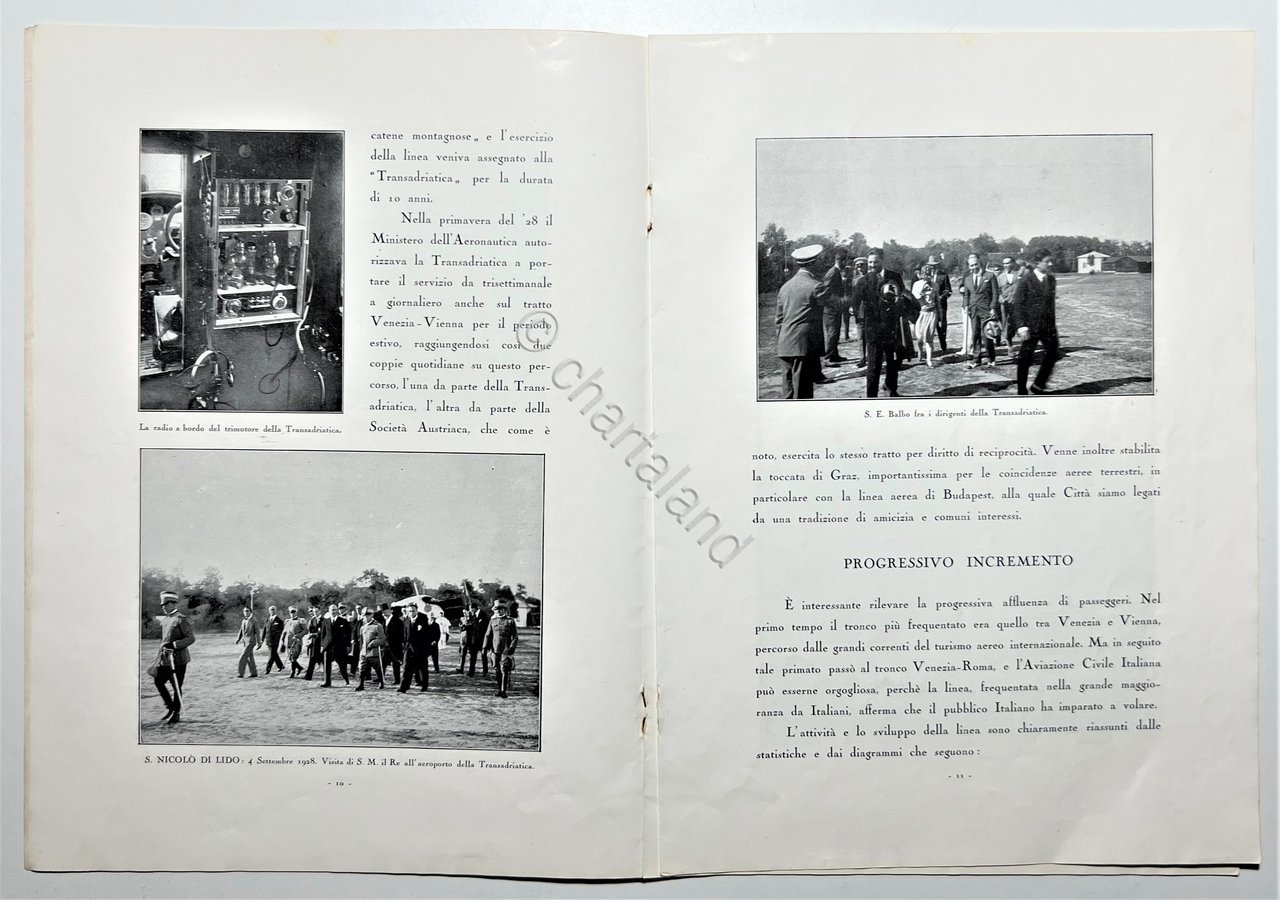 catene montagnose„ e l'esercizio
della linea veniva assegnato alla
“Transadriatica„ per la durata
di 10 anni.
Nella primavera del '28 il
Ministero dell'Aeronautica auto-
rizzava la Transadriatica a por-
tare il servizio da trisettimanale
a giornaliero anche sul tratto
Venezia-Vienna per il periodo
estivo, raggiungendosi così due
coppie quotidiane su questo per-
corso, l'una da parte della Trans-
adriatica, l'altra da parte della
Società Austriaca, che come è
La radio a bordo del trimotore della Transadriatica.
S. NICOLÒ DI LIDO: 4 Settembre 1928. Visita di S. M. il Re all'aeroporto della Transadriatica.
- 10 -
S. E. Balbo fra i dirigenti della Transadriatica.
noto, esercita lo stesso tratto per diritto di reciprocità. Venne inoltre stabilita
la toccata di Graz, importantissima per le coincidenze aeree terrestri, in
particolare con la linea aerea di Budapest, alla quale Città siamo legati
da una tradizione di amicizia e comuni interessi.
PROGRESSIVO INCREMENTO
È interessante rilevare la progressiva affluenza di passeggeri. Nel
primo tempo il tronco più frequentato era quello tra Venezia e Vienna,
percorso dalle grandi correnti del turismo aereo internazionale. Ma in seguito
tale primato passò al tronco Venezia-Roma, e l'Aviazione Civile Italiana
può esserne orgogliosa, perchè la linea, frequentata nella grande maggio-
ranza da Italiani, afferma che il pubblico Italiano ha imparato a volare.
L'attività e lo sviluppo della linea sono chiaramente riassunti dalle
statistiche e dai diagrammi che seguono :
- 11 -
© chartaland